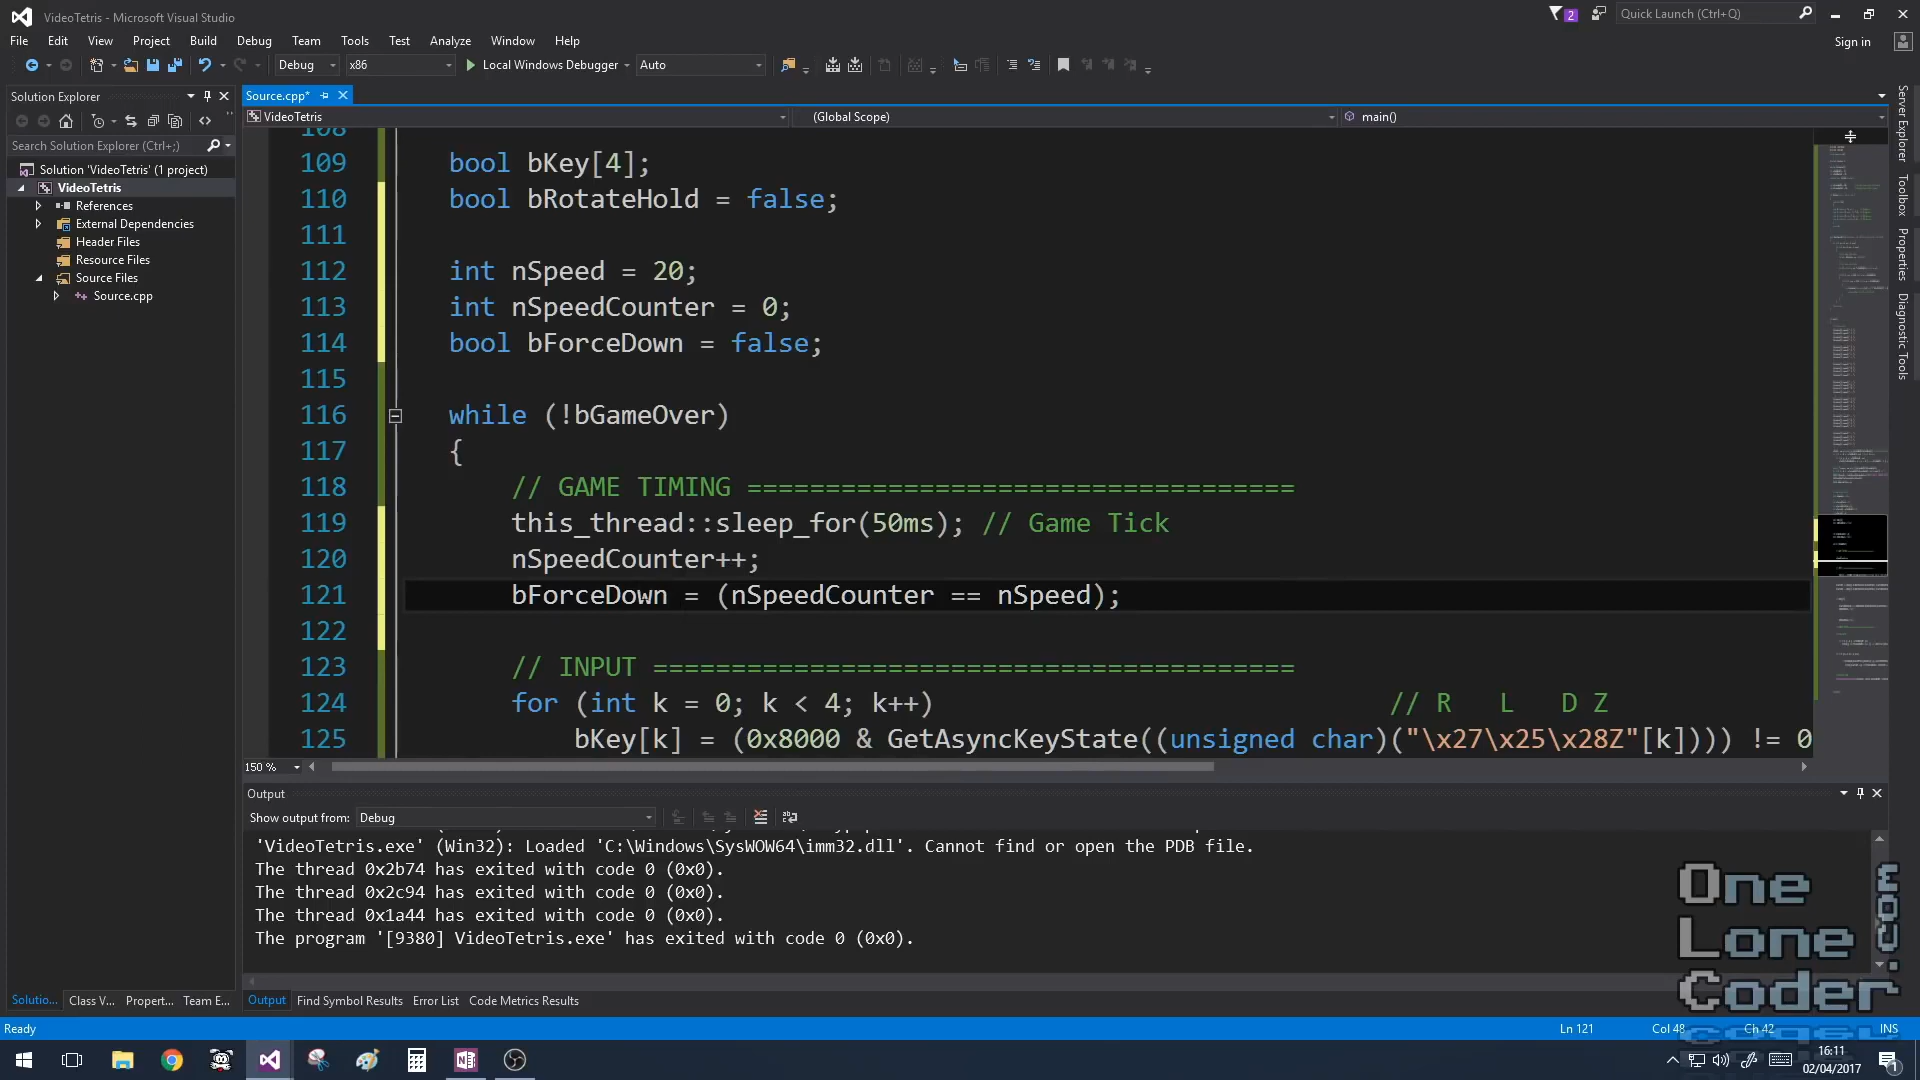 VideoTetris - Microsoft Visual Studio
2
Quick Launch (Ctrl+Q)
File Edit View Project Build Debug Team Tools Test Analyze Window Help
Sign in
Debug x86 Local Windows Debugger Auto
Solution Explorer
Source.cpp*
VideoTetris (Global Scope) main()
Search Solution Explorer (Ctrl+;)
Solution 'VideoTetris' (1 project)
VideoTetris
References
External Dependencies
Header Files
Resource Files
Source Files
Source.cpp
108
109 bool bKey[4];
110 bool bRotateHold = false;
111
112 int nSpeed = 20;
113 int nSpeedCounter = 0;
114 bool bForceDown = false;
115
116 while (!bGameOver)
117 {
118 // GAME TIMING ===================================
119 this_thread::sleep_for(50ms); // Game Tick
120 nSpeedCounter++;
121 bForceDown = (nSpeedCounter == nSpeed);
122
123 // INPUT =========================================
124 for (int k = 0; k < 4; k++) // R L D Z
125 bKey[k] = (0x8000 & GetAsyncKeyState((unsigned char)("\x27\x25\x28Z"[k]))) != 0
150 %
Server Explorer
Toolbox
Properties
Diagnostic Tools
Output
Show output from: Debug
'VideoTetris.exe' (Win32): Loaded 'C:\Windows\SysWOW64\imm32.dll'. Cannot find or open the PDB file.
The thread 0x2b74 has exited with code 0 (0x0).
The thread 0x2c94 has exited with code 0 (0x0).
The thread 0x1a44 has exited with code 0 (0x0).
The program '[9380] VideoTetris.exe' has exited with code 0 (0x0).
One
Lone
Coder
Solutio... Class V... Propert... Team E...
Output Find Symbol Results Error List Code Metrics Results
Ready
Ln 121 Col 48 Ch 42 INS
16:11
02/04/2017
1